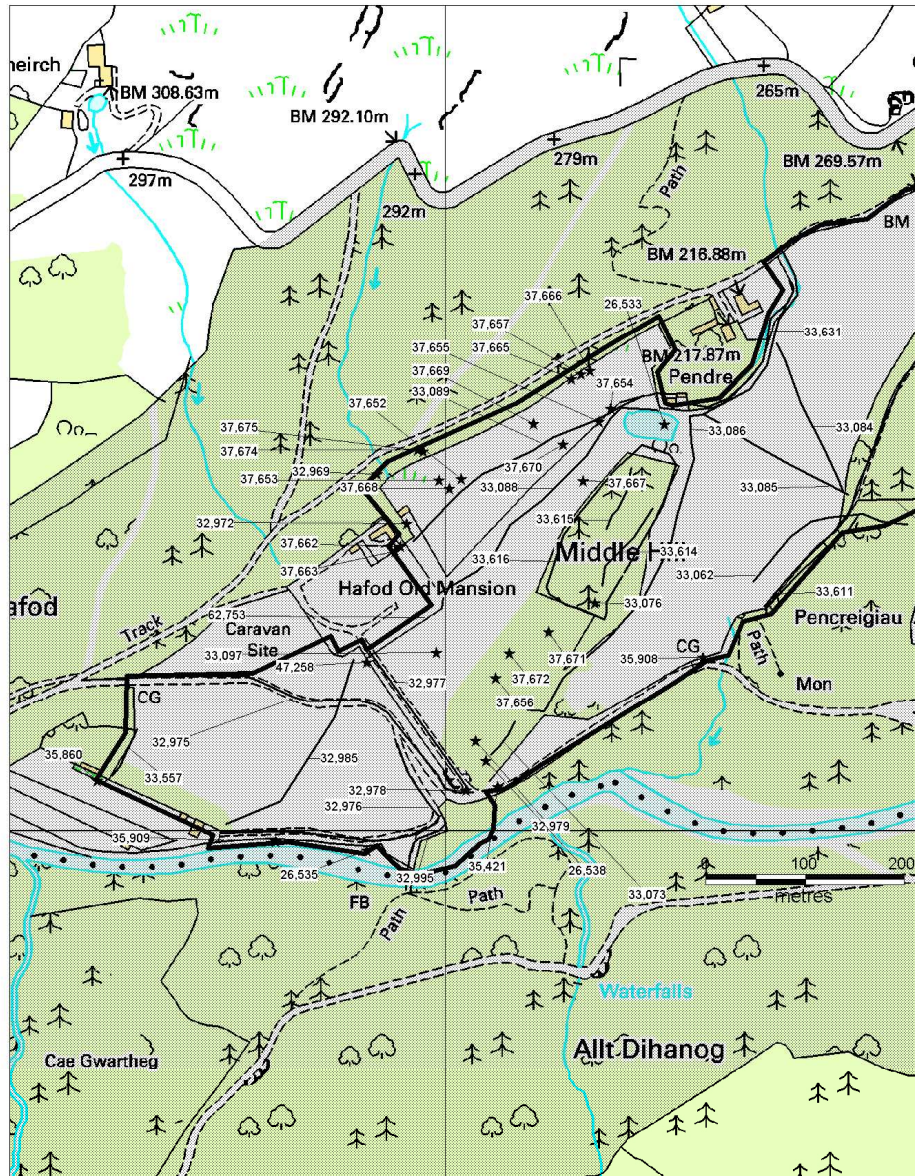 neirch
BM 308.63m
BM 292.10m
265m
279m
BM 269.57m
297m
Path
292m
BM
BM 216.88m
37,666
26,533
37,657
33,631
37,655
37,665
BM 217.87m
37,669
Pendre
33,089
37,654
37,652
37,675
33,086
33,084
37,674
32,969
37,670
37,653
37,668
37,667
33,088
33,085
32,972
33,615
37,662
33,616
Middle Hill
33,614
37,663
33,062
Hafod Old Mansion
33,076
33,611
afod
62,753
Pencreigiau
Track
Caravan
Site
33,097
37,671
35,908
CG
Path
47,258
32,977
37,672
Mon
CG
37,656
32,975
35,860
32,985
33,557
32,978
32,976
32,979
35,909
35,421
26,538
26,535
32,995
33,073
0
100
200
metres
FB
Path
Path
Waterfalls
Allt Dihanog
Cae Gwartheg